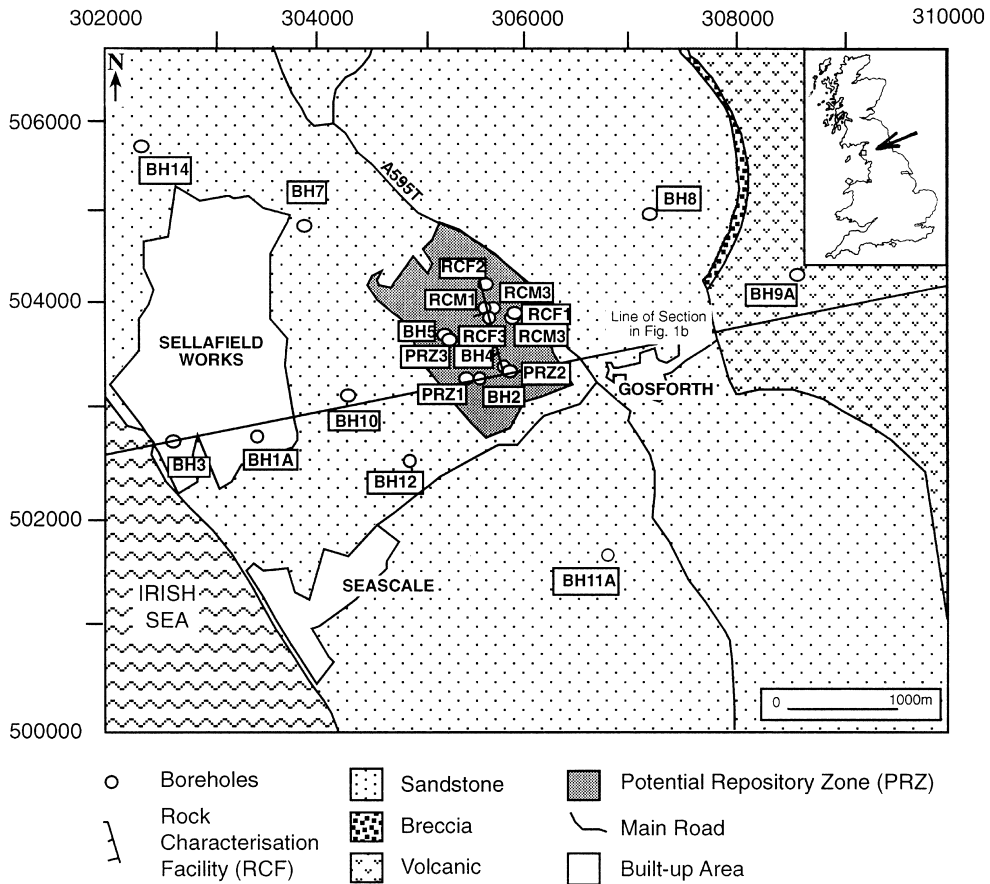 302000 304000 306000 308000 310000
N
506000
504000
502000
500000
BH14
BH7
A595T
BH8
RCF2
RCM1
RCM3
RCF1
BH9A
BH5
RCF3
RCM3
Line of Section
in Fig. 1b
SELLAFIELD
WORKS
PRZ3
BH4
PRZ2
GOSFORTH
PRZ1
BH2
BH10
BH3
BH1A
BH12
BH11A
SEASCALE
IRISH
SEA
0 1000m
Boreholes
Rock
Characterisation
Facility (RCF)
Sandstone
Breccia
Volcanic
Potential Repository Zone (PRZ)
Main Road
Built-up Area